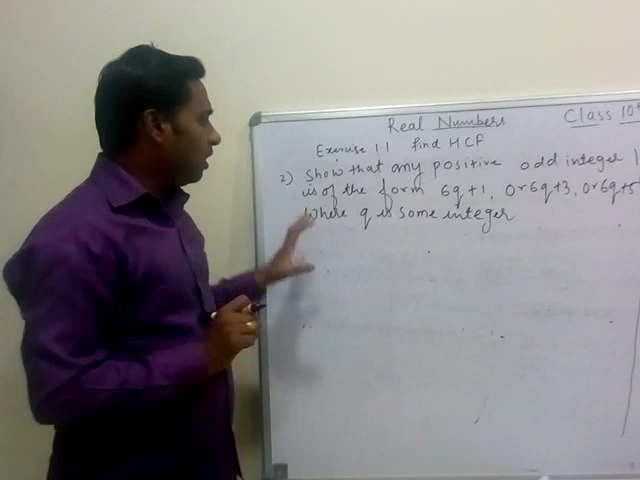 Real Numbers Class 10
Exercise 1.1 find HCF
2) Show that any positive odd integer
is of the form 6q+1, Or 6q+3, Or 6q+5
Where q is some integer